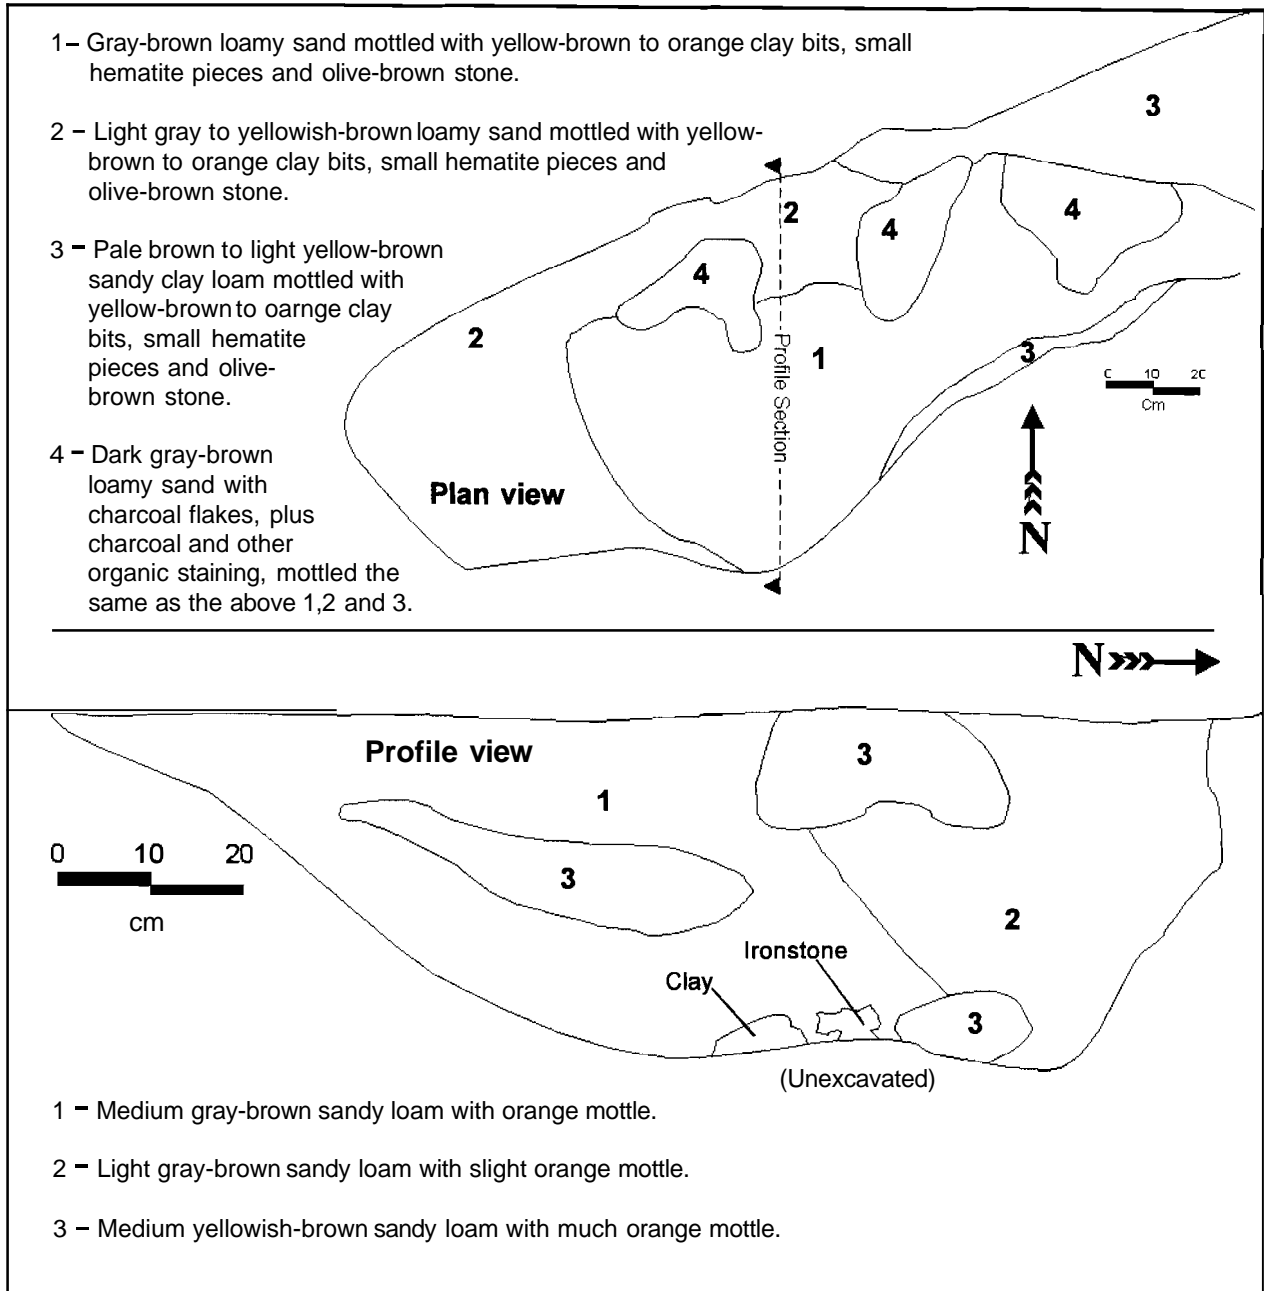 1– Gray-brown loamy sand mottled with yellow-brown to orange clay bits, small
hematite pieces and olive-brown stone.
2 – Light gray to yellowish-brown loamy sand mottled with yellow-
brown to orange clay bits, small hematite pieces and
olive-brown stone.
3 – Pale brown to light yellow-brown
sandy clay loam mottled with
yellow-brown to oarnge clay
bits, small hematite
pieces and olive-
brown stone.
4 – Dark gray-brown
loamy sand with
charcoal flakes, plus
charcoal and other
organic staining, mottled the
same as the above 1,2 and 3.
3
2
4
4
4
2
1
3
Profile Section
0 10 20
Cm
Plan view
N
N
Profile view
3
1
3
2
0 10 20
cm
Ironstone
Clay
3
(Unexcavated)
1 – Medium gray-brown sandy loam with orange mottle.
2 – Light gray-brown sandy loam with slight orange mottle.
3 – Medium yellowish-brown sandy loam with much orange mottle.